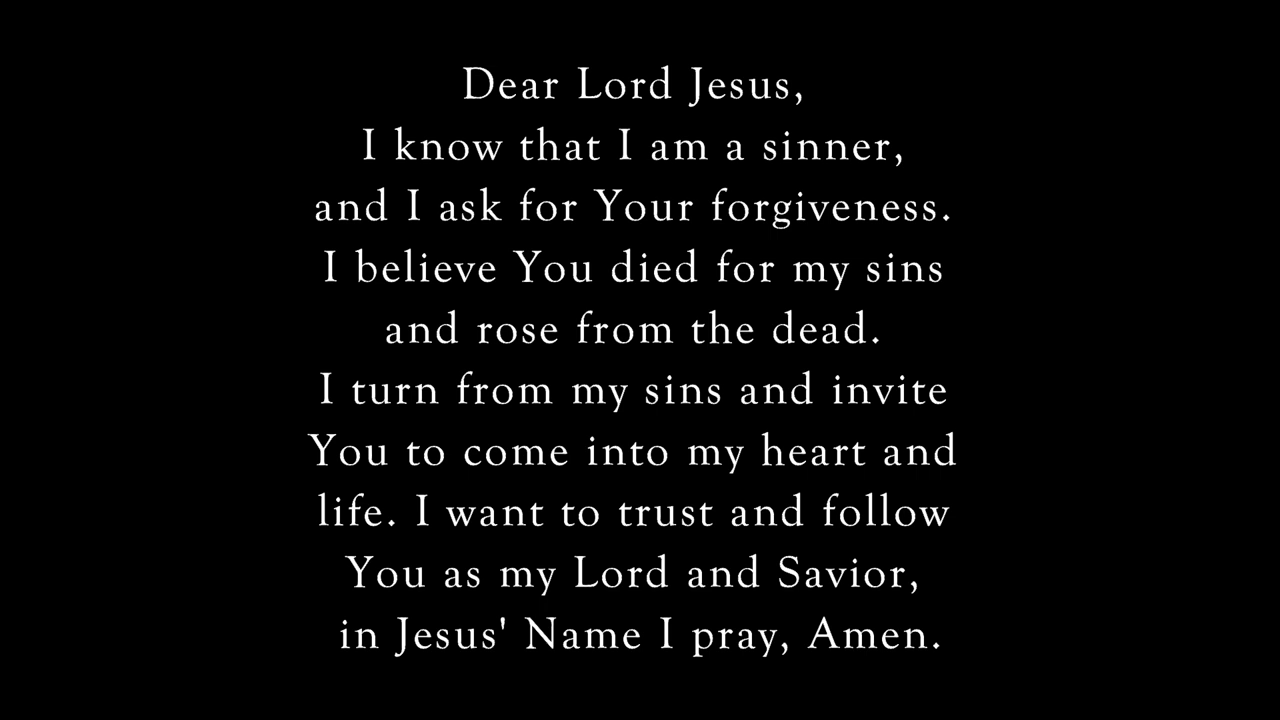 Dear Lord Jesus,
I know that I am a sinner,
and I ask for Your forgiveness.
I believe You died for my sins
and rose from the dead.
I turn from my sins and invite
You to come into my heart and
life. I want to trust and follow
You as my Lord and Savior,
in Jesus' Name I pray, Amen.